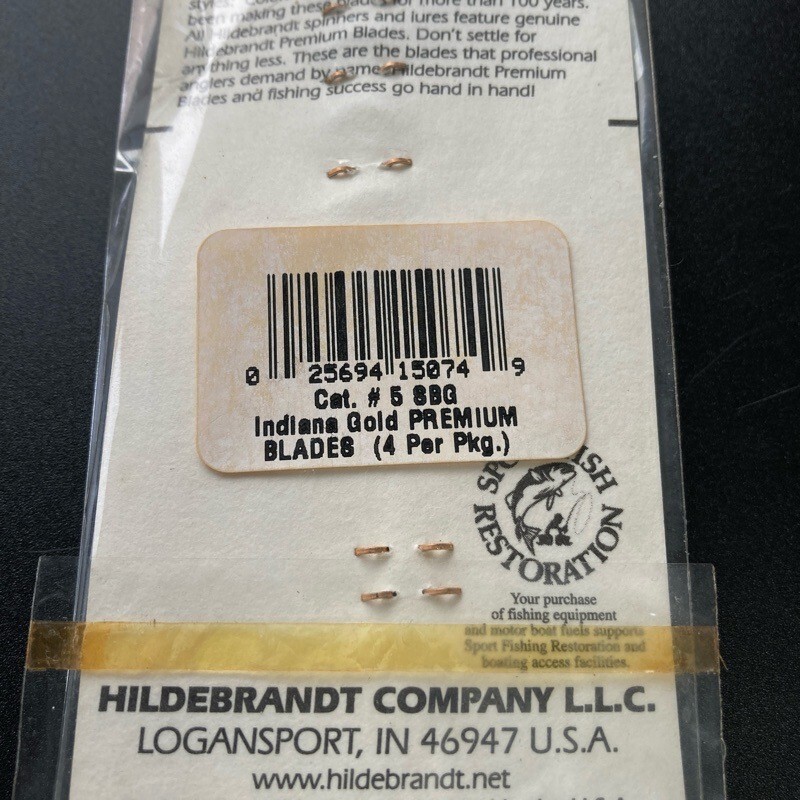 styles. Color
for more than 100 years.
been making these blades
All Hildebrandt spinners and lures feature genuine
Hildebrandt Premium Blades. Don't settle for
anything less. These are the blades that professional
anglers demand by name. Hildebrandt Premium
Blades and fishing success go hand in hand!
0 25694 15074 9
Cat. # 5 SBG
Indiana Gold PREMIUM
BLADES (4 Per Pkg.)
SPORT FISH
RESTORATION
Your purchase
of fishing equipment
and motor boat fuels supports
Sport Fishing Restoration and
boating access facilities.
HILDEBRANDT COMPANY L.L.C.
LOGANSPORT, IN 46947 U.S.A.
www.hildebrandt.net
U.S.A.